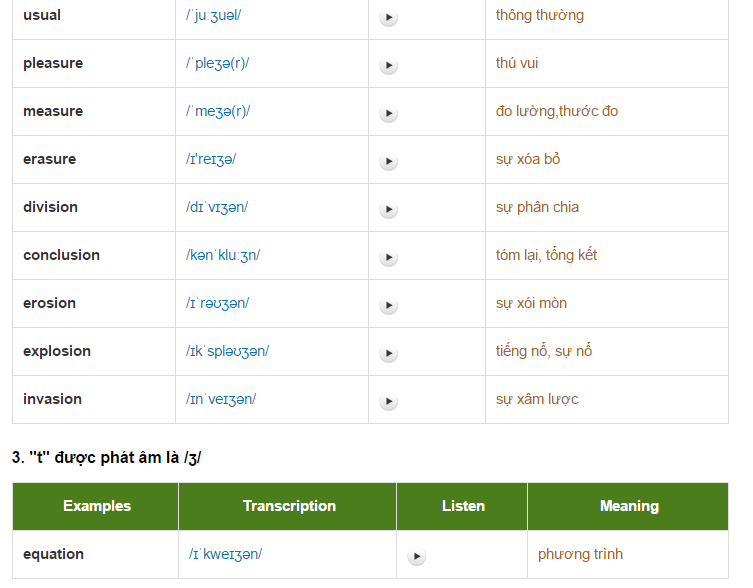 usual /ˈjuːʒuəl/ thông thường
pleasure /ˈpleʒə(r)/ thú vui
measure /ˈmeʒə(r)/ đo lường,thước đo
erasure /ɪ'reɪʒə/ sự xóa bỏ
division /dɪˈvɪʒən/ sự phân chia
conclusion /kənˈkluːʒn/ tóm lại, tổng kết
erosion /ɪˈrəʊʒən/ sự xói mòn
explosion /ɪkˈspləʊʒən/ tiếng nổ, sự nổ
invasion /ɪnˈveɪʒən/ sự xâm lược
3. "t" được phát âm là /ʒ/
Examples Transcription Listen Meaning
equation /ɪˈkweɪʒən/ phương trình